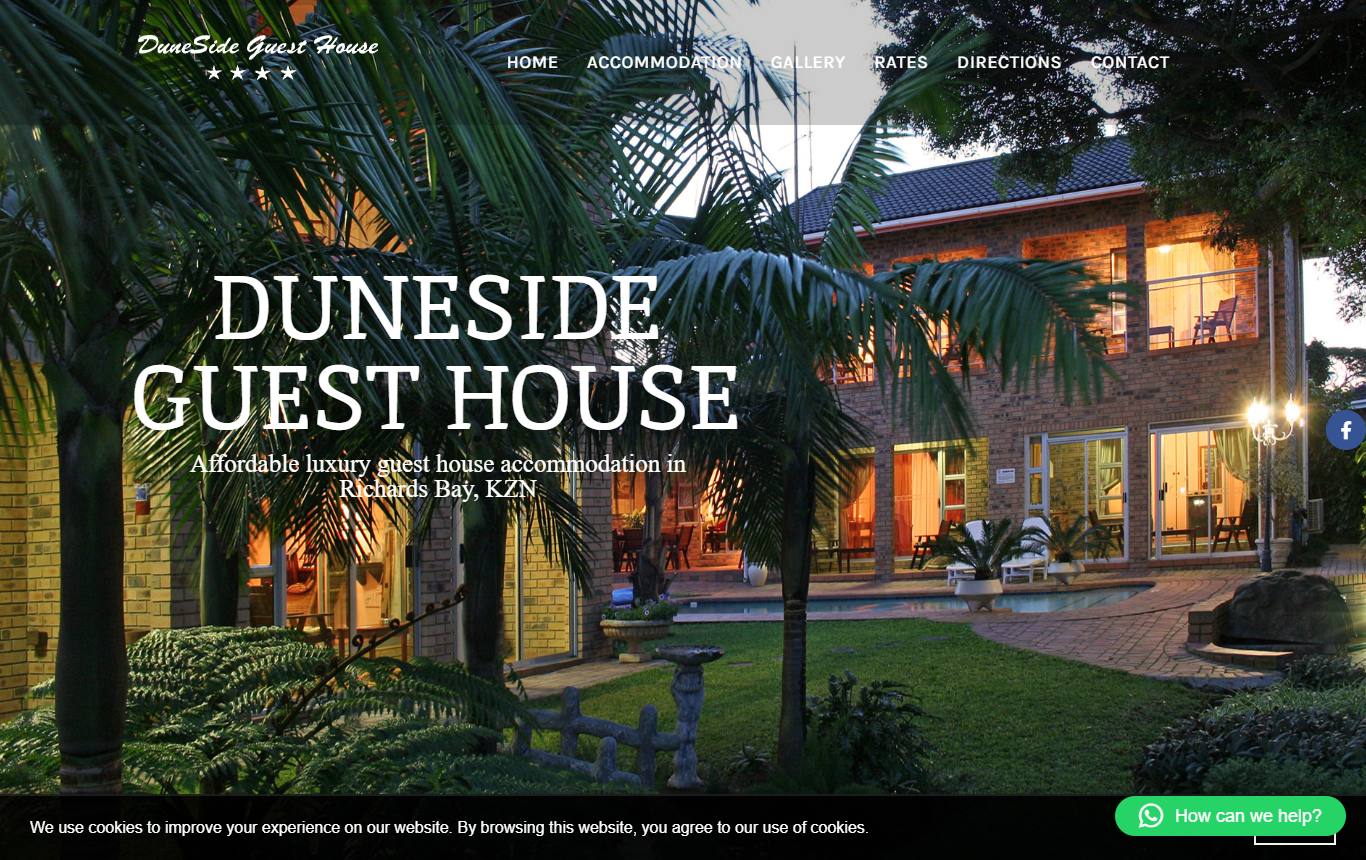 DuneSide Guest House
HOME ACCOMMODATION GALLERY RATES DIRECTIONS CONTACT
DUNESIDE
GUEST HOUSE
Affordable luxury guest house accommodation in
Richards Bay, KZN
We use cookies to improve your experience on our website. By browsing this website, you agree to our use of cookies.
How can we help?